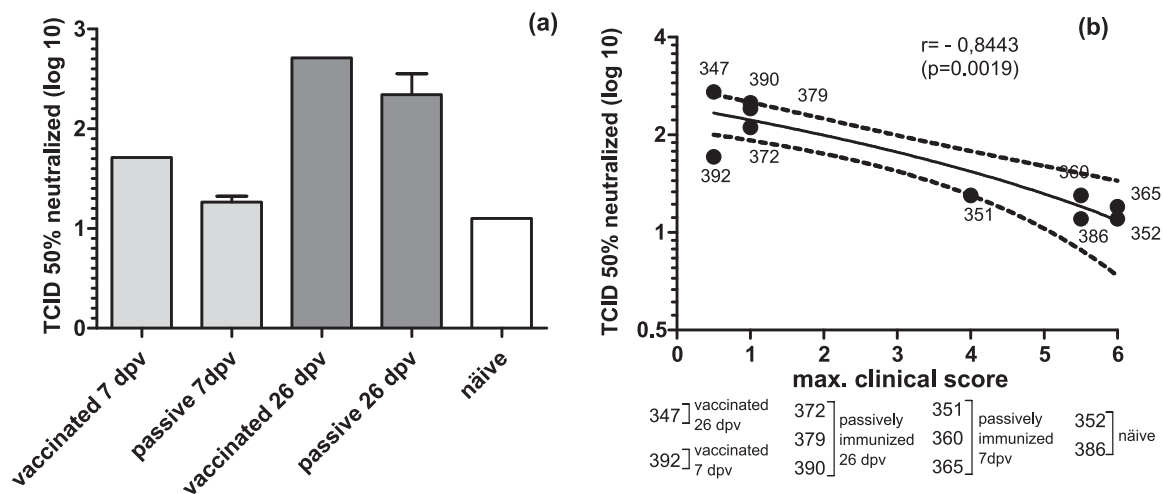 (a)
TCID 50% neutralized (log 10)
3
2
1
0
vaccinated 7 dpv
passive 7dpv
vaccinated 26 dpv
passive 26 dpv
näive
(b)
TCID 50% neutralized (log 10)
4
2
1
0.5
r= - 0,8443
(p=0.0019)
347
390
379
392
372
351
360
365
386
352
0
1
2
3
4
5
6
max. clinical score
347
vaccinated
26 dpv
392
vaccinated
7 dpv
372
379
390
passively
immunized
26 dpv
351
360
365
passively
immunized
7dpv
352
386
näive